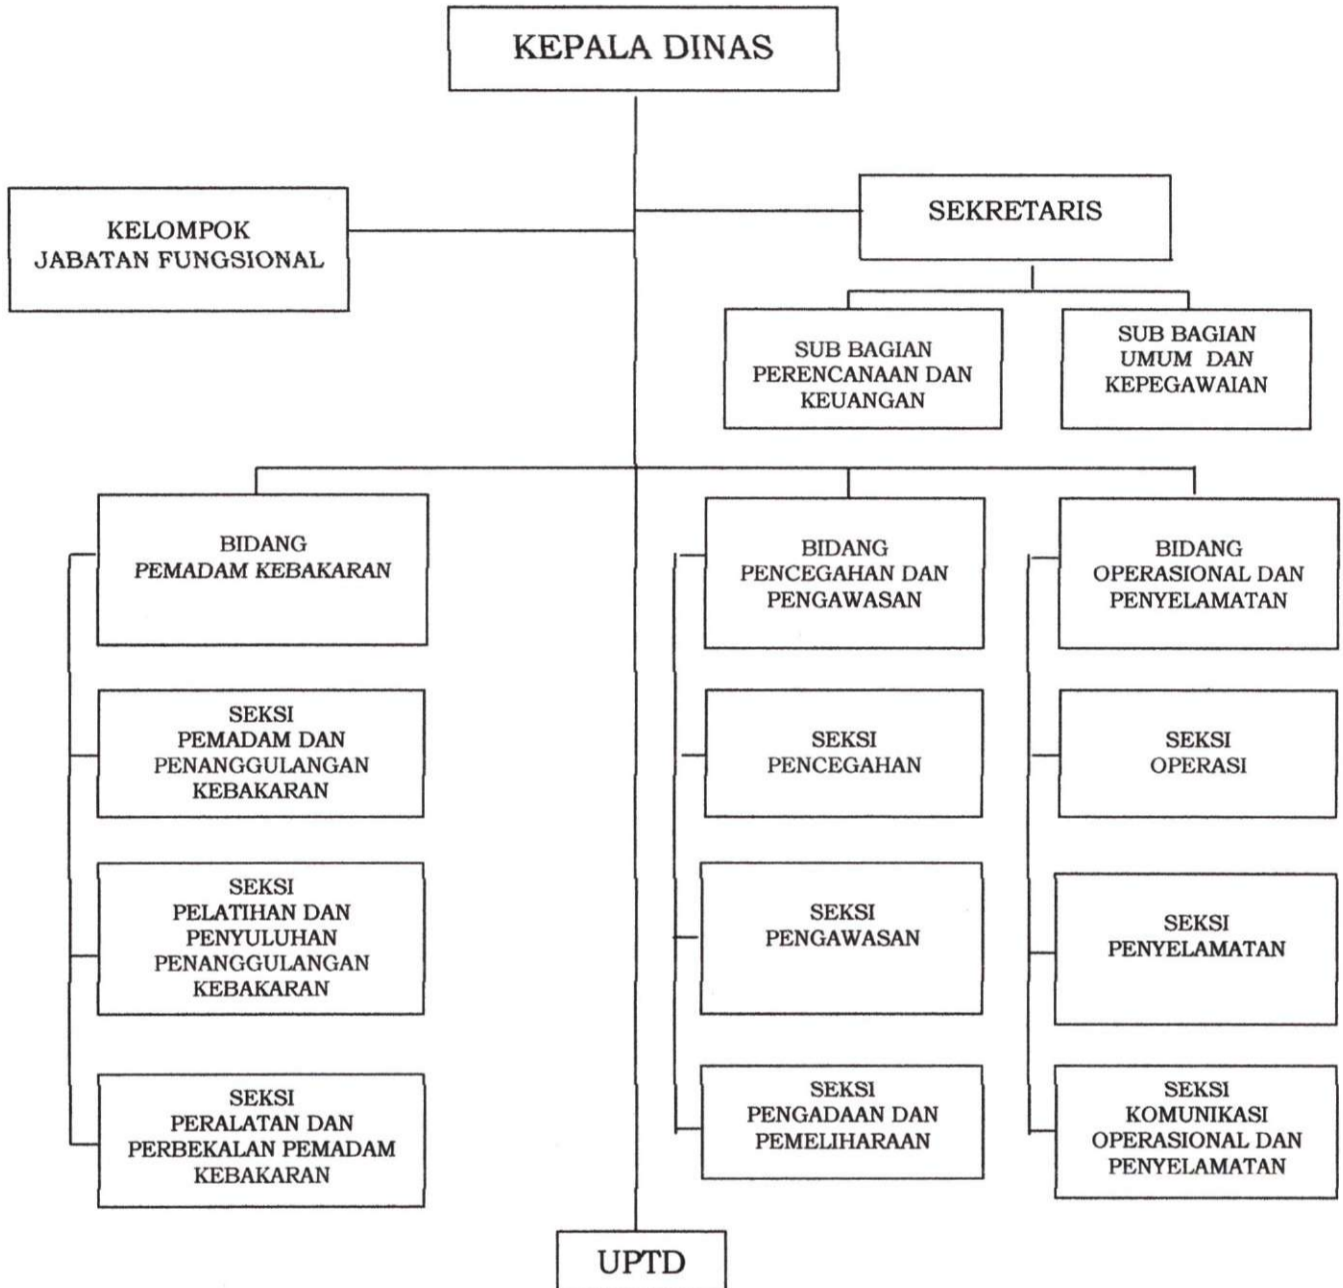 KEPALA DINAS
KELOMPOK
JABATAN FUNGSIONAL
SEKRETARIS
SUB BAGIAN
PERENCANAAN DAN
KEUANGAN
SUB BAGIAN
UMUM DAN
KEPEGAWAIAN
BIDANG
PEMADAM KEBAKARAN
BIDANG
PENCEGAHAN DAN
PENGAWASAN
BIDANG
OPERASIONAL DAN
PENYELAMATAN
SEKSI
PEMADAM DAN
PENANGGULANGAN
KEBAKARAN
SEKSI
PENCEGAHAN
SEKSI
OPERASI
SEKSI
PELATIHAN DAN
PENYULUHAN
PENANGGULANGAN
KEBAKARAN
SEKSI
PENGAWASAN
SEKSI
PENYELAMATAN
SEKSI
PERALATAN DAN
PERBEKALAN PEMADAM
KEBAKARAN
SEKSI
PENGADAAN DAN
PEMELIHARAAN
SEKSI
KOMUNIKASI
OPERASIONAL DAN
PENYELAMATAN
UPTD